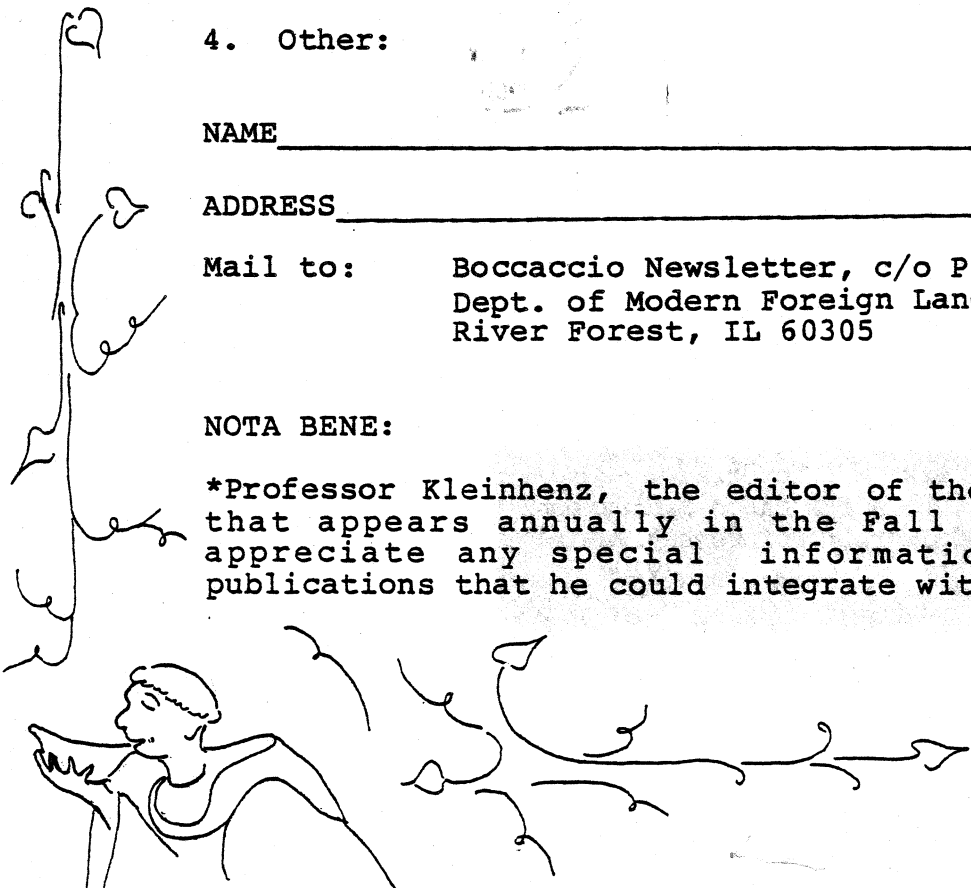 4. Other:
NAME
ADDRESS
Mail to: Boccaccio Newsletter, c/o P
Dept. of Modern Foreign Lan
River Forest, IL 60305
NOTA BENE:
*Professor Kleinhenz, the editor of the
that appears annually in the Fall
appreciate any special informatio
publications that he could integrate wit